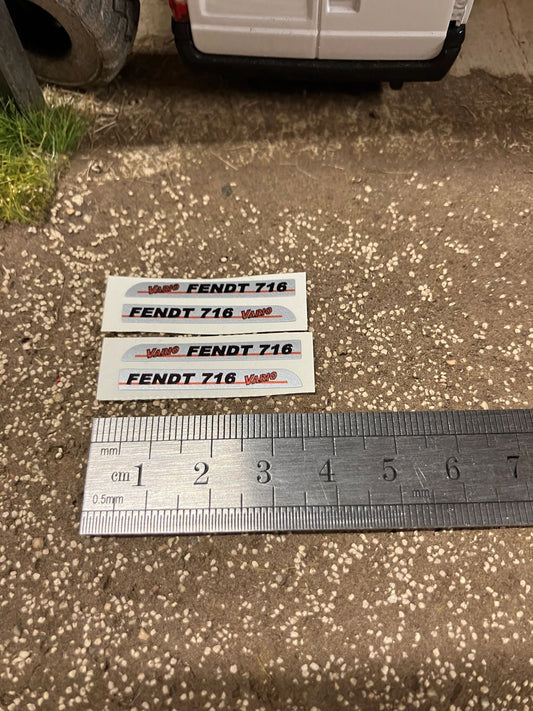 VARIO FENDT 716
FENDT 716 VARIO
VARIO FENDT 716
FENDT 716 VARIO
mm
cm 1 2 3 4 5 6 7
0.5mm mm